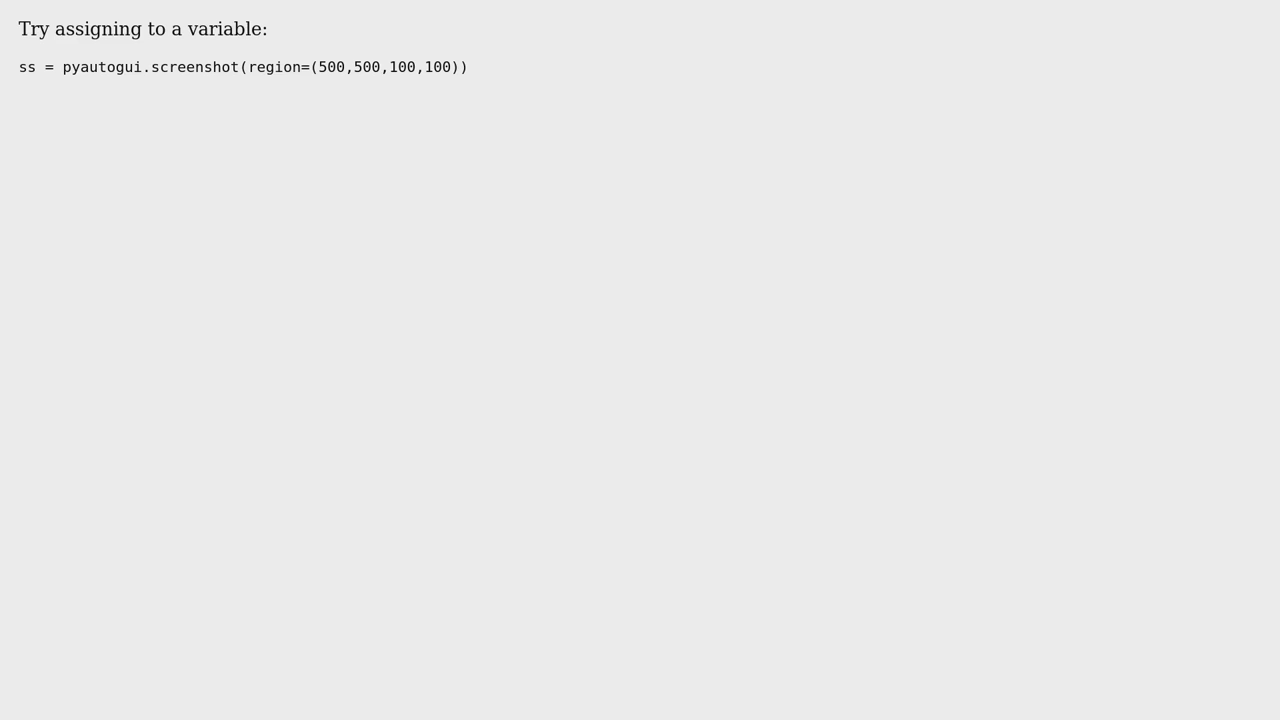 Try assigning to a variable:
ss = pyautogui.screenshot(region=(500,500,100,100))